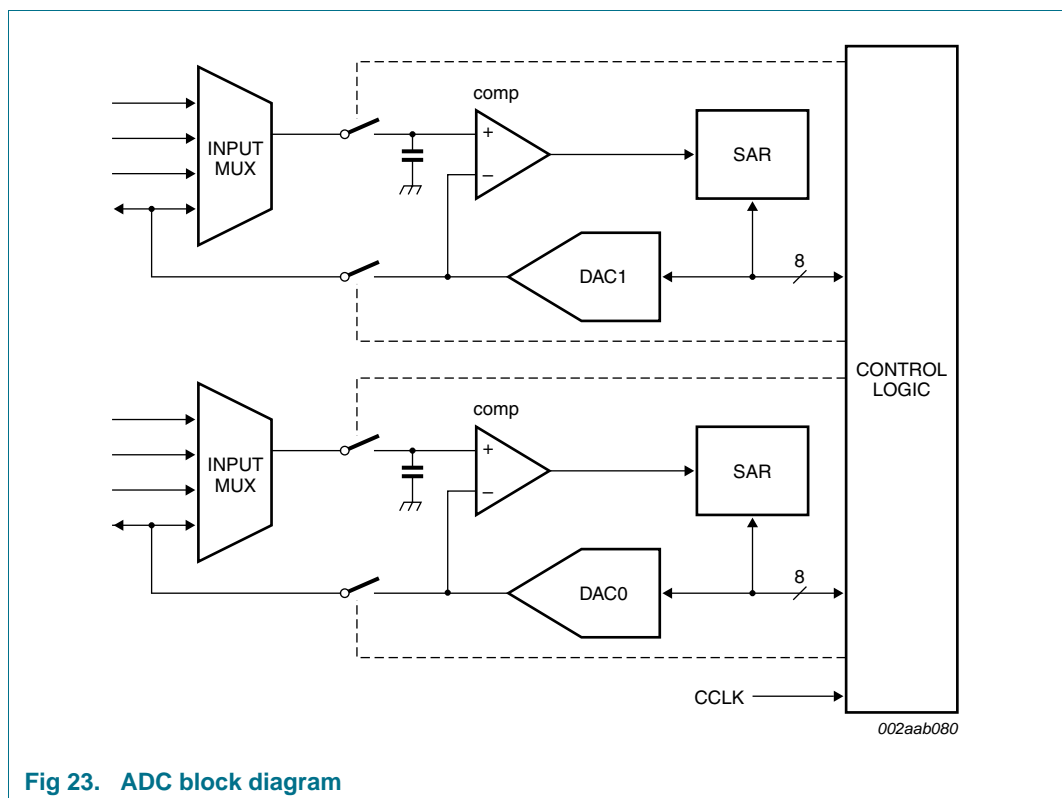 comp
INPUT
MUX
+
−
SAR
DAC1
8
CONTROL
LOGIC
comp
INPUT
MUX
+
−
SAR
DAC0
8
CCLK
002aab080
Fig 23. ADC block diagram